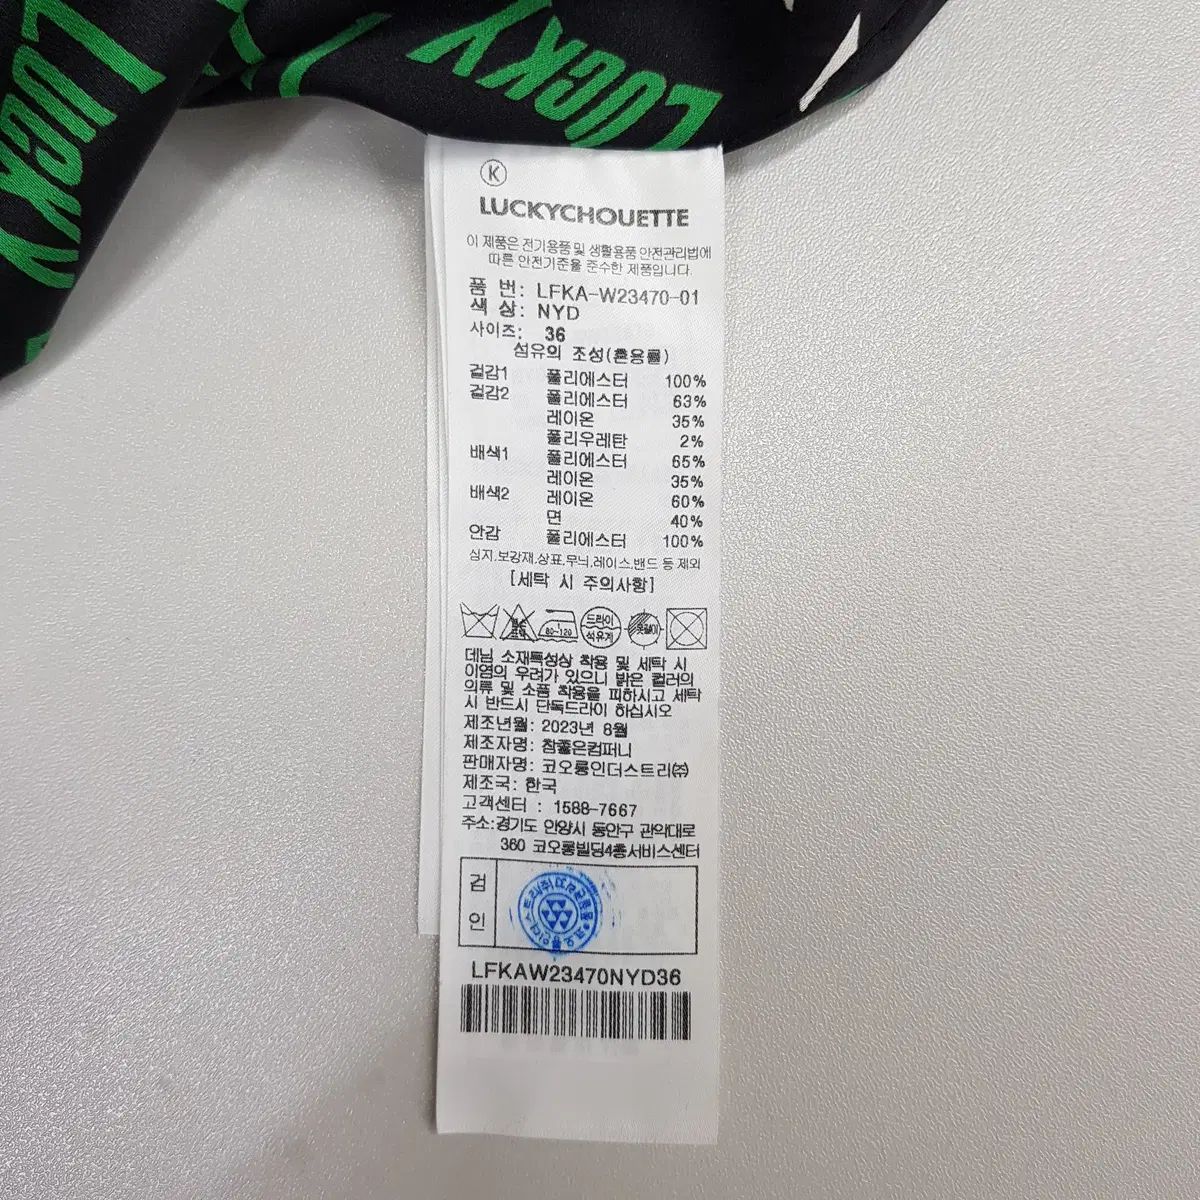 LUCKY
LUCKY
K
LUCKYCHOUETTE
이 제품은 전기용품 및 생활용품 안전관리법에
따른 안전기준을 준수한 제품입니다.
품 번: LFKA-W23470-01
색 상: NYD
사이즈: 36
섬유의 조성(혼용률)
겉감1 폴리에스터 100%
겉감2 폴리에스터 63%
레이온 35%
폴리우레탄 2%
배색1 폴리에스터 65%
레이온 35%
배색2 레이온 60%
면 40%
안감 폴리에스터 100%
심지,보강재,상표,무늬,레이스,밴드 등 제외
[세탁 시 주의사항]
80-120 드라이
석유계
데님 소재특성상 착용 및 세탁 시
이염의 우려가 있으니 밝은 컬러의
의류 및 소품 착용을 피하시고 세탁
시 반드시 단독드라이 하십시오
제조년월: 2023년 8월
제조자명: 참좋은컴퍼니
판매자명: 코오롱인더스트리㈜
제조국: 한국
고객센터 : 1588-7667
주소:경기도 안양시 동안구 관악대로
360 코오롱빌딩4층서비스센터
검
인
LFKAW23470NYD36